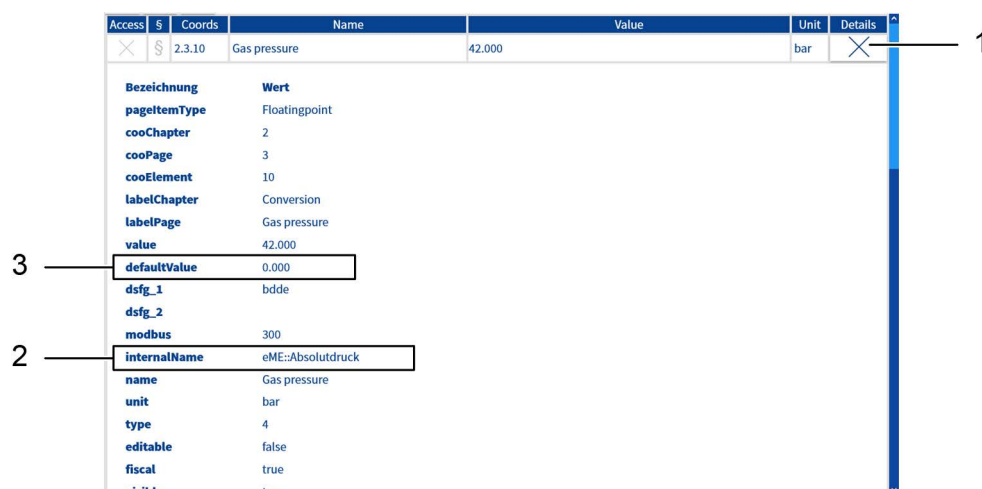 Access § Coords Name Value Unit Details
§ 2.3.10 Gas pressure 42.000 bar 1
Bezeichnung Wert
pageItemType Floatingpoint
cooChapter 2
cooPage 3
cooElement 10
labelChapter Conversion
labelPage Gas pressure
value 42.000
3 defaultValue 0.000
dsfg_1 bdde
dsfg_2
modbus 300
2 internalName eME::Absolutdruck
name Gas pressure
unit bar
type 4
editable false
fiscal true